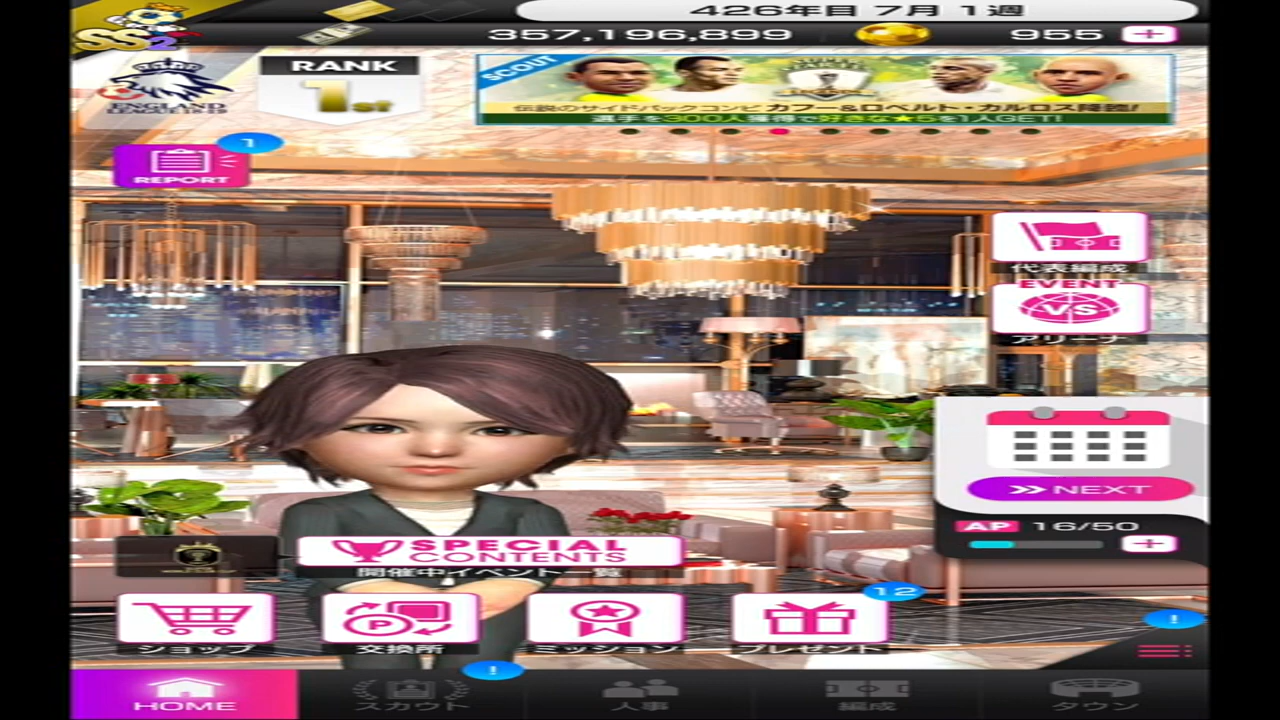 426年目 7月 1週
SS2
357,196,899
955
ENGLAND
RANK
1ST
SCOUT
伝説のサイドバックコンビ カフー&ロベルト・カルロス降臨!
選手を300人獲得で好きな★5を1人GET!
1
REPORT
代表編成
EVENT
VS
アリーナ
NEXT
AP 16/50
SPECIAL
CONTENTS
開催中イベント一覧
P
12
ショップ
交換所
ミッション
プレゼント
!
!
HOME
スカウト
人事
編成
タウン